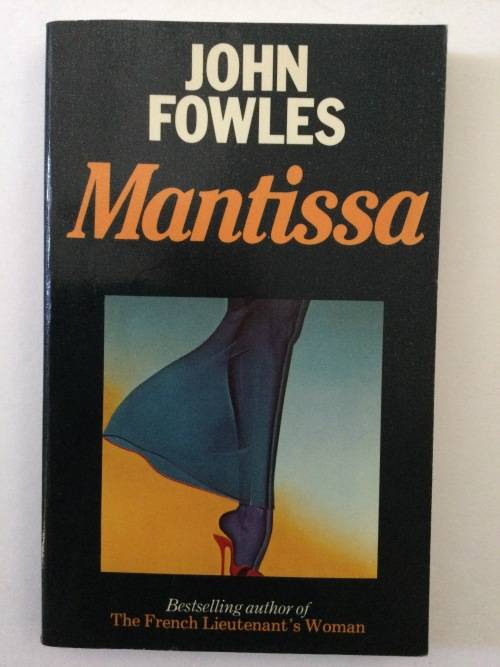 JOHN
FOWLES
Mantissa
Bestselling author of
The French Lieutenant's Woman